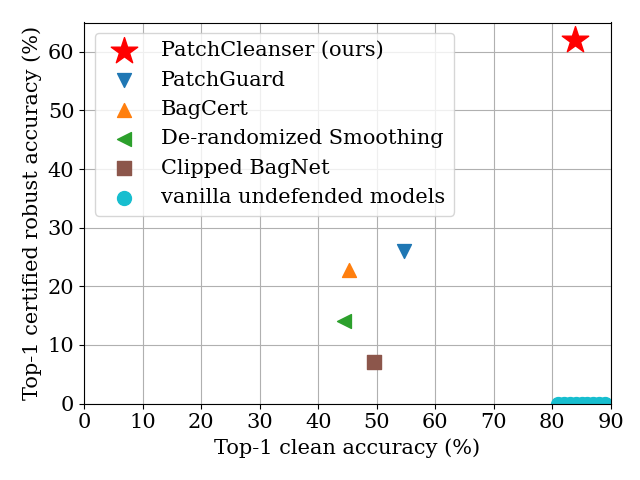 PatchCleanser (ours)
PatchGuard
BagCert
De-randomized Smoothing
Clipped BagNet
vanilla undefended models
Top-1 certified robust accuracy (%)
60
50
40
30
20
10
0
0 10 20 30 40 50 60 70 80 90
Top-1 clean accuracy (%)